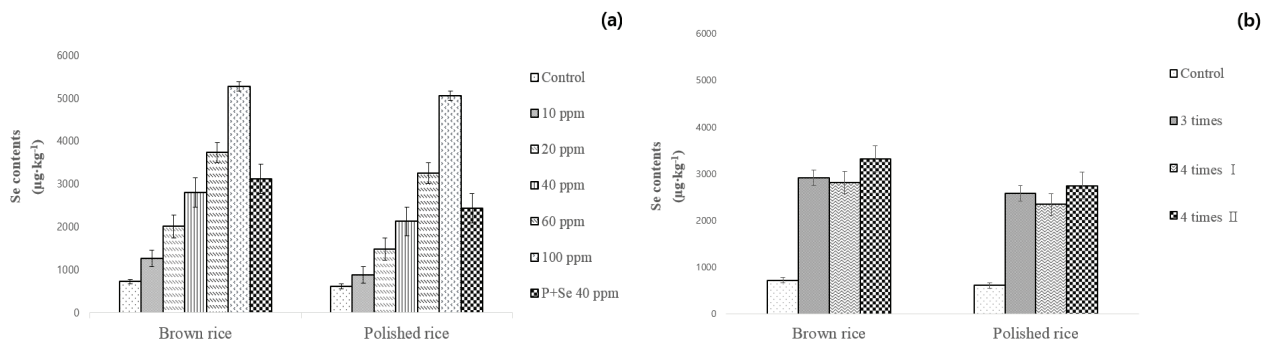 (a)
Se contents
(µg·kg-1)
6000
5000
4000
3000
2000
1000
0
Brown rice
Polished rice
Control
10 ppm
20 ppm
40 ppm
60 ppm
100 ppm
P+Se 40 ppm
(b)
Se contents
(µg·kg-1)
6000
5000
4000
3000
2000
1000
0
Brown rice
Polished rice
Control
3 times
4 times Ⅰ
4 times Ⅱ